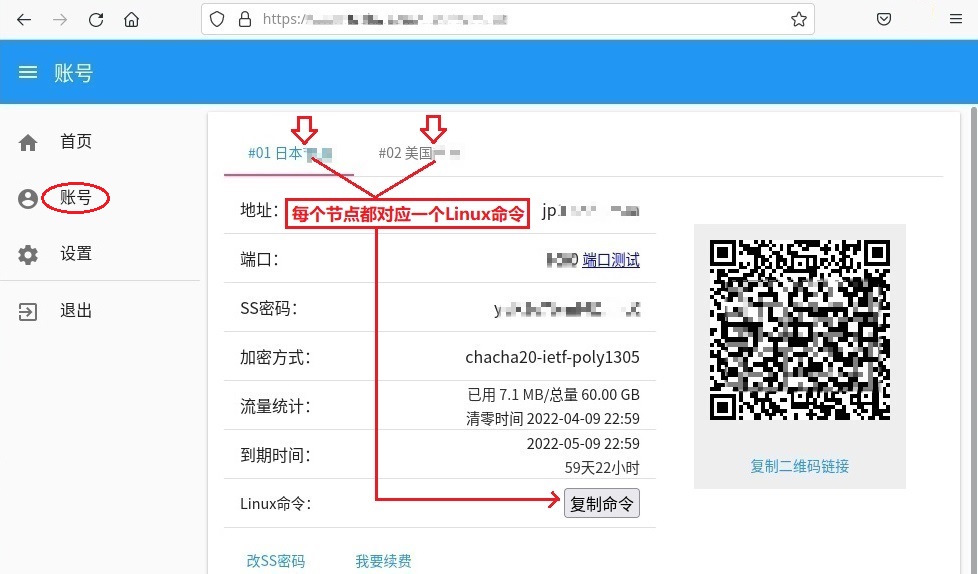 https:/
账号
首页
账号
设置
退出
#01 日本
#02 美国
地址：
每个节点都对应一个Linux命令
jp
端口：
端口测试
SS密码：
加密方式：
chacha20-ietf-poly1305
流量统计：
已用 7.1 MB/总量 60.00 GB
清零时间 2022-04-09 22:59
到期时间：
2022-05-09 22:59
59天22小时
Linux命令：
复制命令
复制二维码链接
改SS密码
我要续费